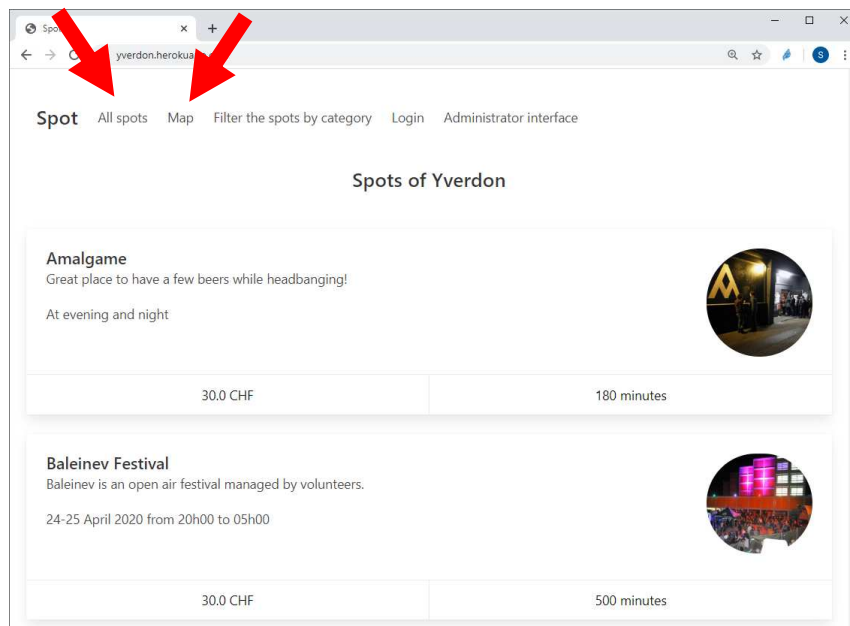 Spo
yverdon.herokua
S
Spot All spots Map Filter the spots by category Login Administrator interface
Spots of Yverdon
Amalgame
Great place to have a few beers while headbanging!
At evening and night
30.0 CHF 180 minutes
Baleinev Festival
Baleinev is an open air festival managed by volunteers.
24-25 April 2020 from 20h00 to 05h00
30.0 CHF 500 minutes